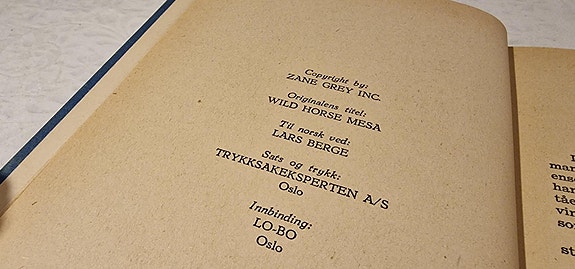 Copyright by:
ZANE GREY INC.
Originalens titel:
WILD HORSE MESA
Til norsk ved:
LARS BERGE
Sats og trykk:
TRYKKSAKEKSPERTEN A/S
Oslo
Innbinding:
LO-BO
Oslo